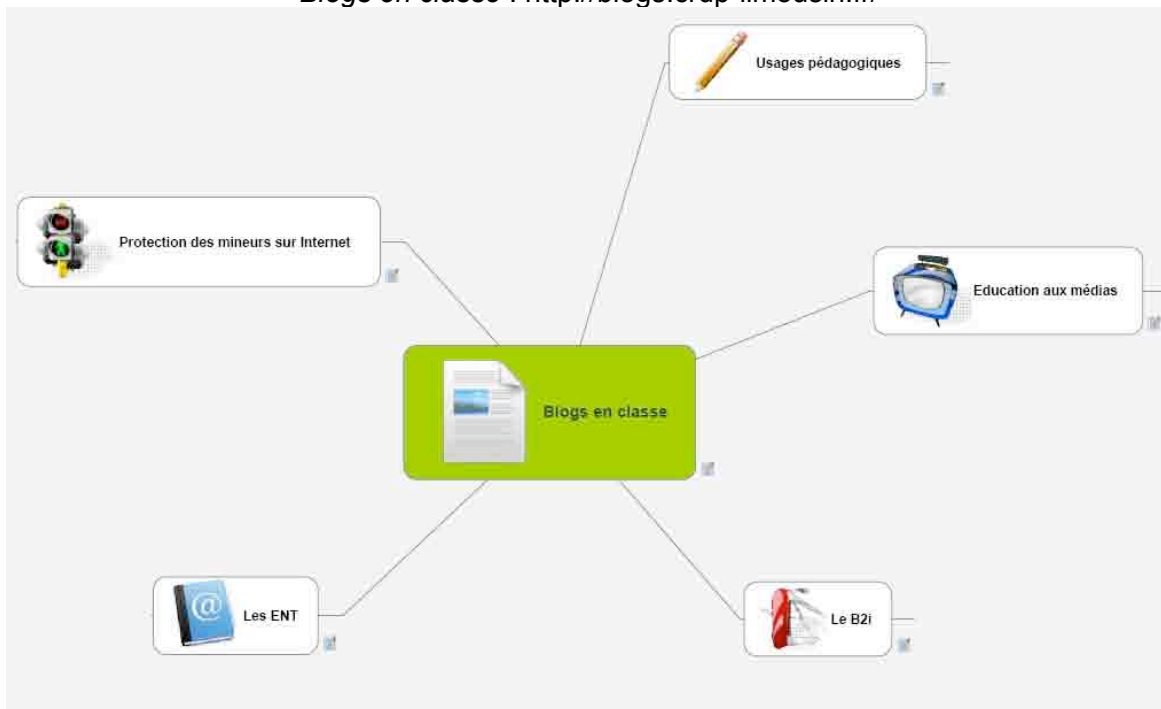 Usages pédagogiques
Protection des mineurs sur Internet
Education aux médias
Blogs en classe
@
Les ENT
Le B2i